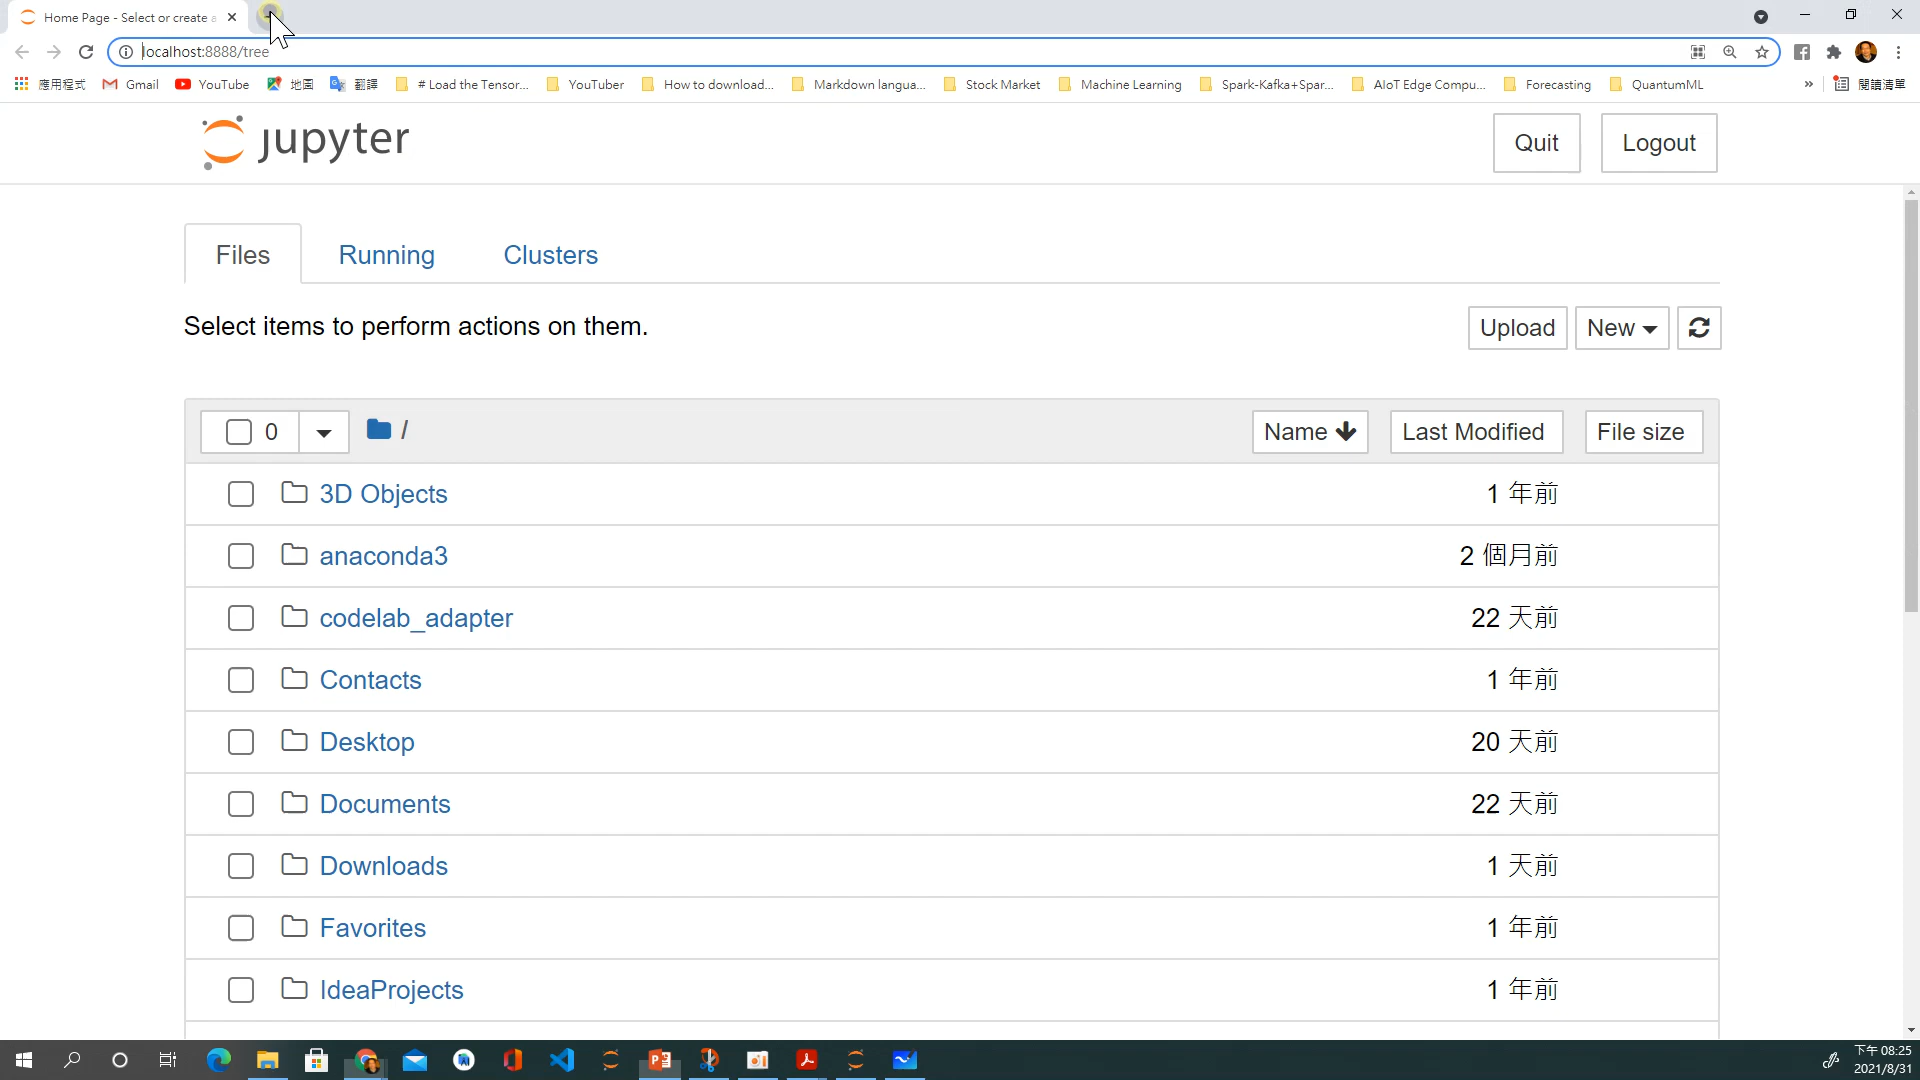 Home Page - Select or create a
localhost:8888/tree
應用程式 Gmail YouTube 地圖 翻譯 # Load the Tensor... YouTuber How to download... Markdown langua... Stock Market Machine Learning Spark-Kafka+Spar... AIoT Edge Compu... Forecasting QuantumML » 閱讀清單
jupyter Quit Logout
Files Running Clusters
Select items to perform actions on them. Upload New
0 / Name Last Modified File size
3D Objects 1 年前
anaconda3 2 個月前
codelab_adapter 22 天前
Contacts 1 年前
Desktop 20 天前
Documents 22 天前
Downloads 1 天前
Favorites 1 年前
IdeaProjects 1 年前
下午 08:25
2021/8/31